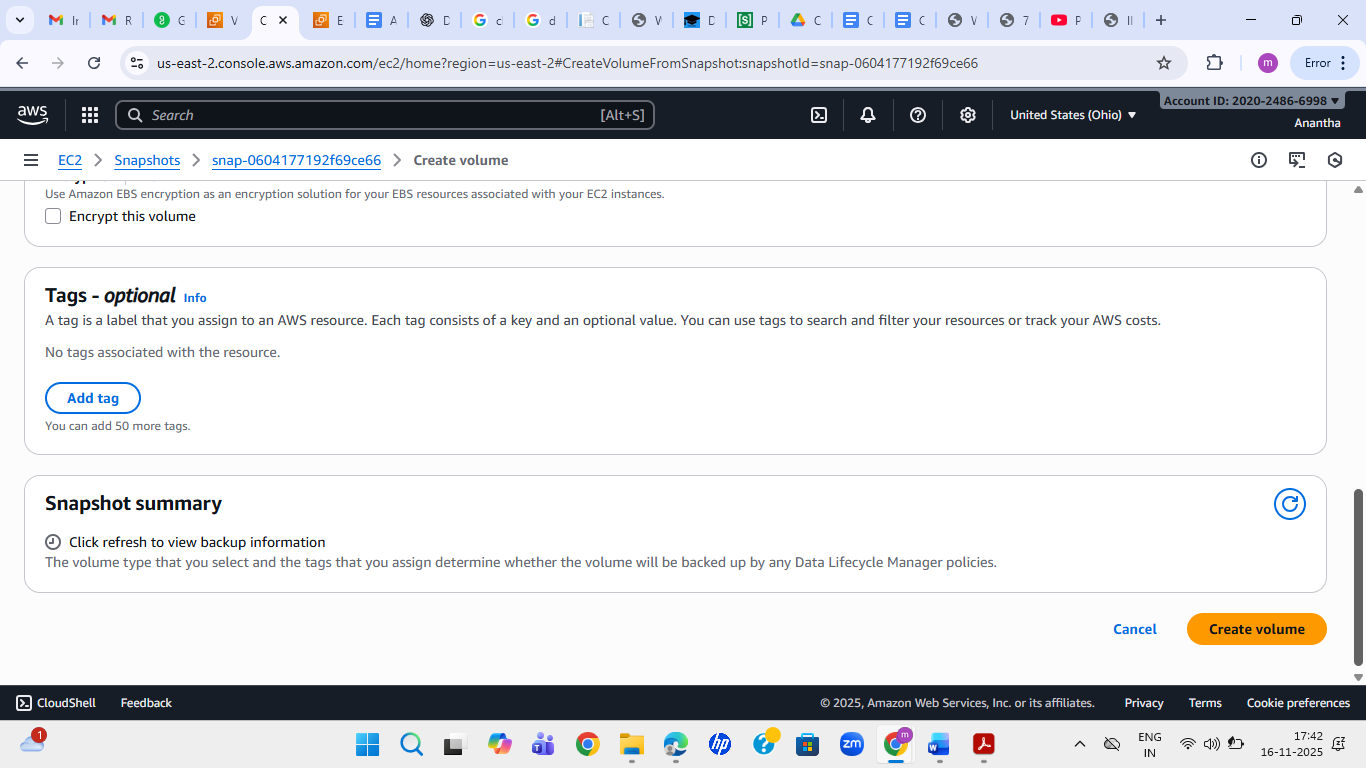 Ir
R
G
V
C
E
A
D
cl
d
C
V
D
P
C
C
C
V
7
P
II
us-east-2.console.aws.amazon.com/ec2/home?region=us-east-2#CreateVolumeFromSnapshot:snapshotId=snap-0604177192f69ce66
m
Error
aws
Search
[Alt+S]
United States (Ohio)
Account ID: 2020-2486-6998
Anantha
EC2
Snapshots
snap-0604177192f69ce66
Create volume
Use Amazon EBS encryption as an encryption solution for your EBS resources associated with your EC2 instances.
Encrypt this volume
Tags - optional Info
A tag is a label that you assign to an AWS resource. Each tag consists of a key and an optional value. You can use tags to search and filter your resources or track your AWS costs.
No tags associated with the resource.
Add tag
You can add 50 more tags.
Snapshot summary
Click refresh to view backup information
The volume type that you select and the tags that you assign determine whether the volume will be backed up by any Data Lifecycle Manager policies.
Cancel
Create volume
CloudShell
Feedback
© 2025, Amazon Web Services, Inc. or its affiliates.
Privacy
Terms
Cookie preferences
1
hp
zm
m
ENG
IN
17:42
16-11-2025